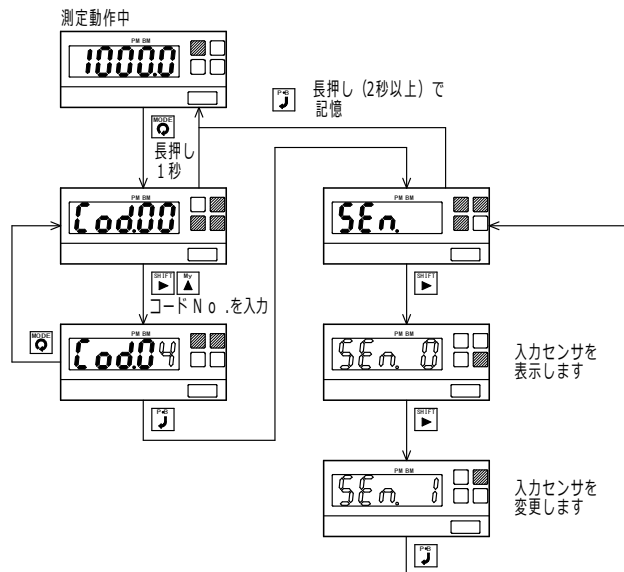 測定動作中
PM BM
1000.0
MODE
長押し
1秒
P•B
長押し (2秒以上) で
記憶
PM BM
Cod.00
SHIFT
My
コードNo.を入力
MODE
PM BM
Cod.04
P•B
PM BM
SEn.
SHIFT
PM BM
SEn. 0
入力センサを
表示します
SHIFT
PM BM
SEn. 1
入力センサを
変更します
P•B